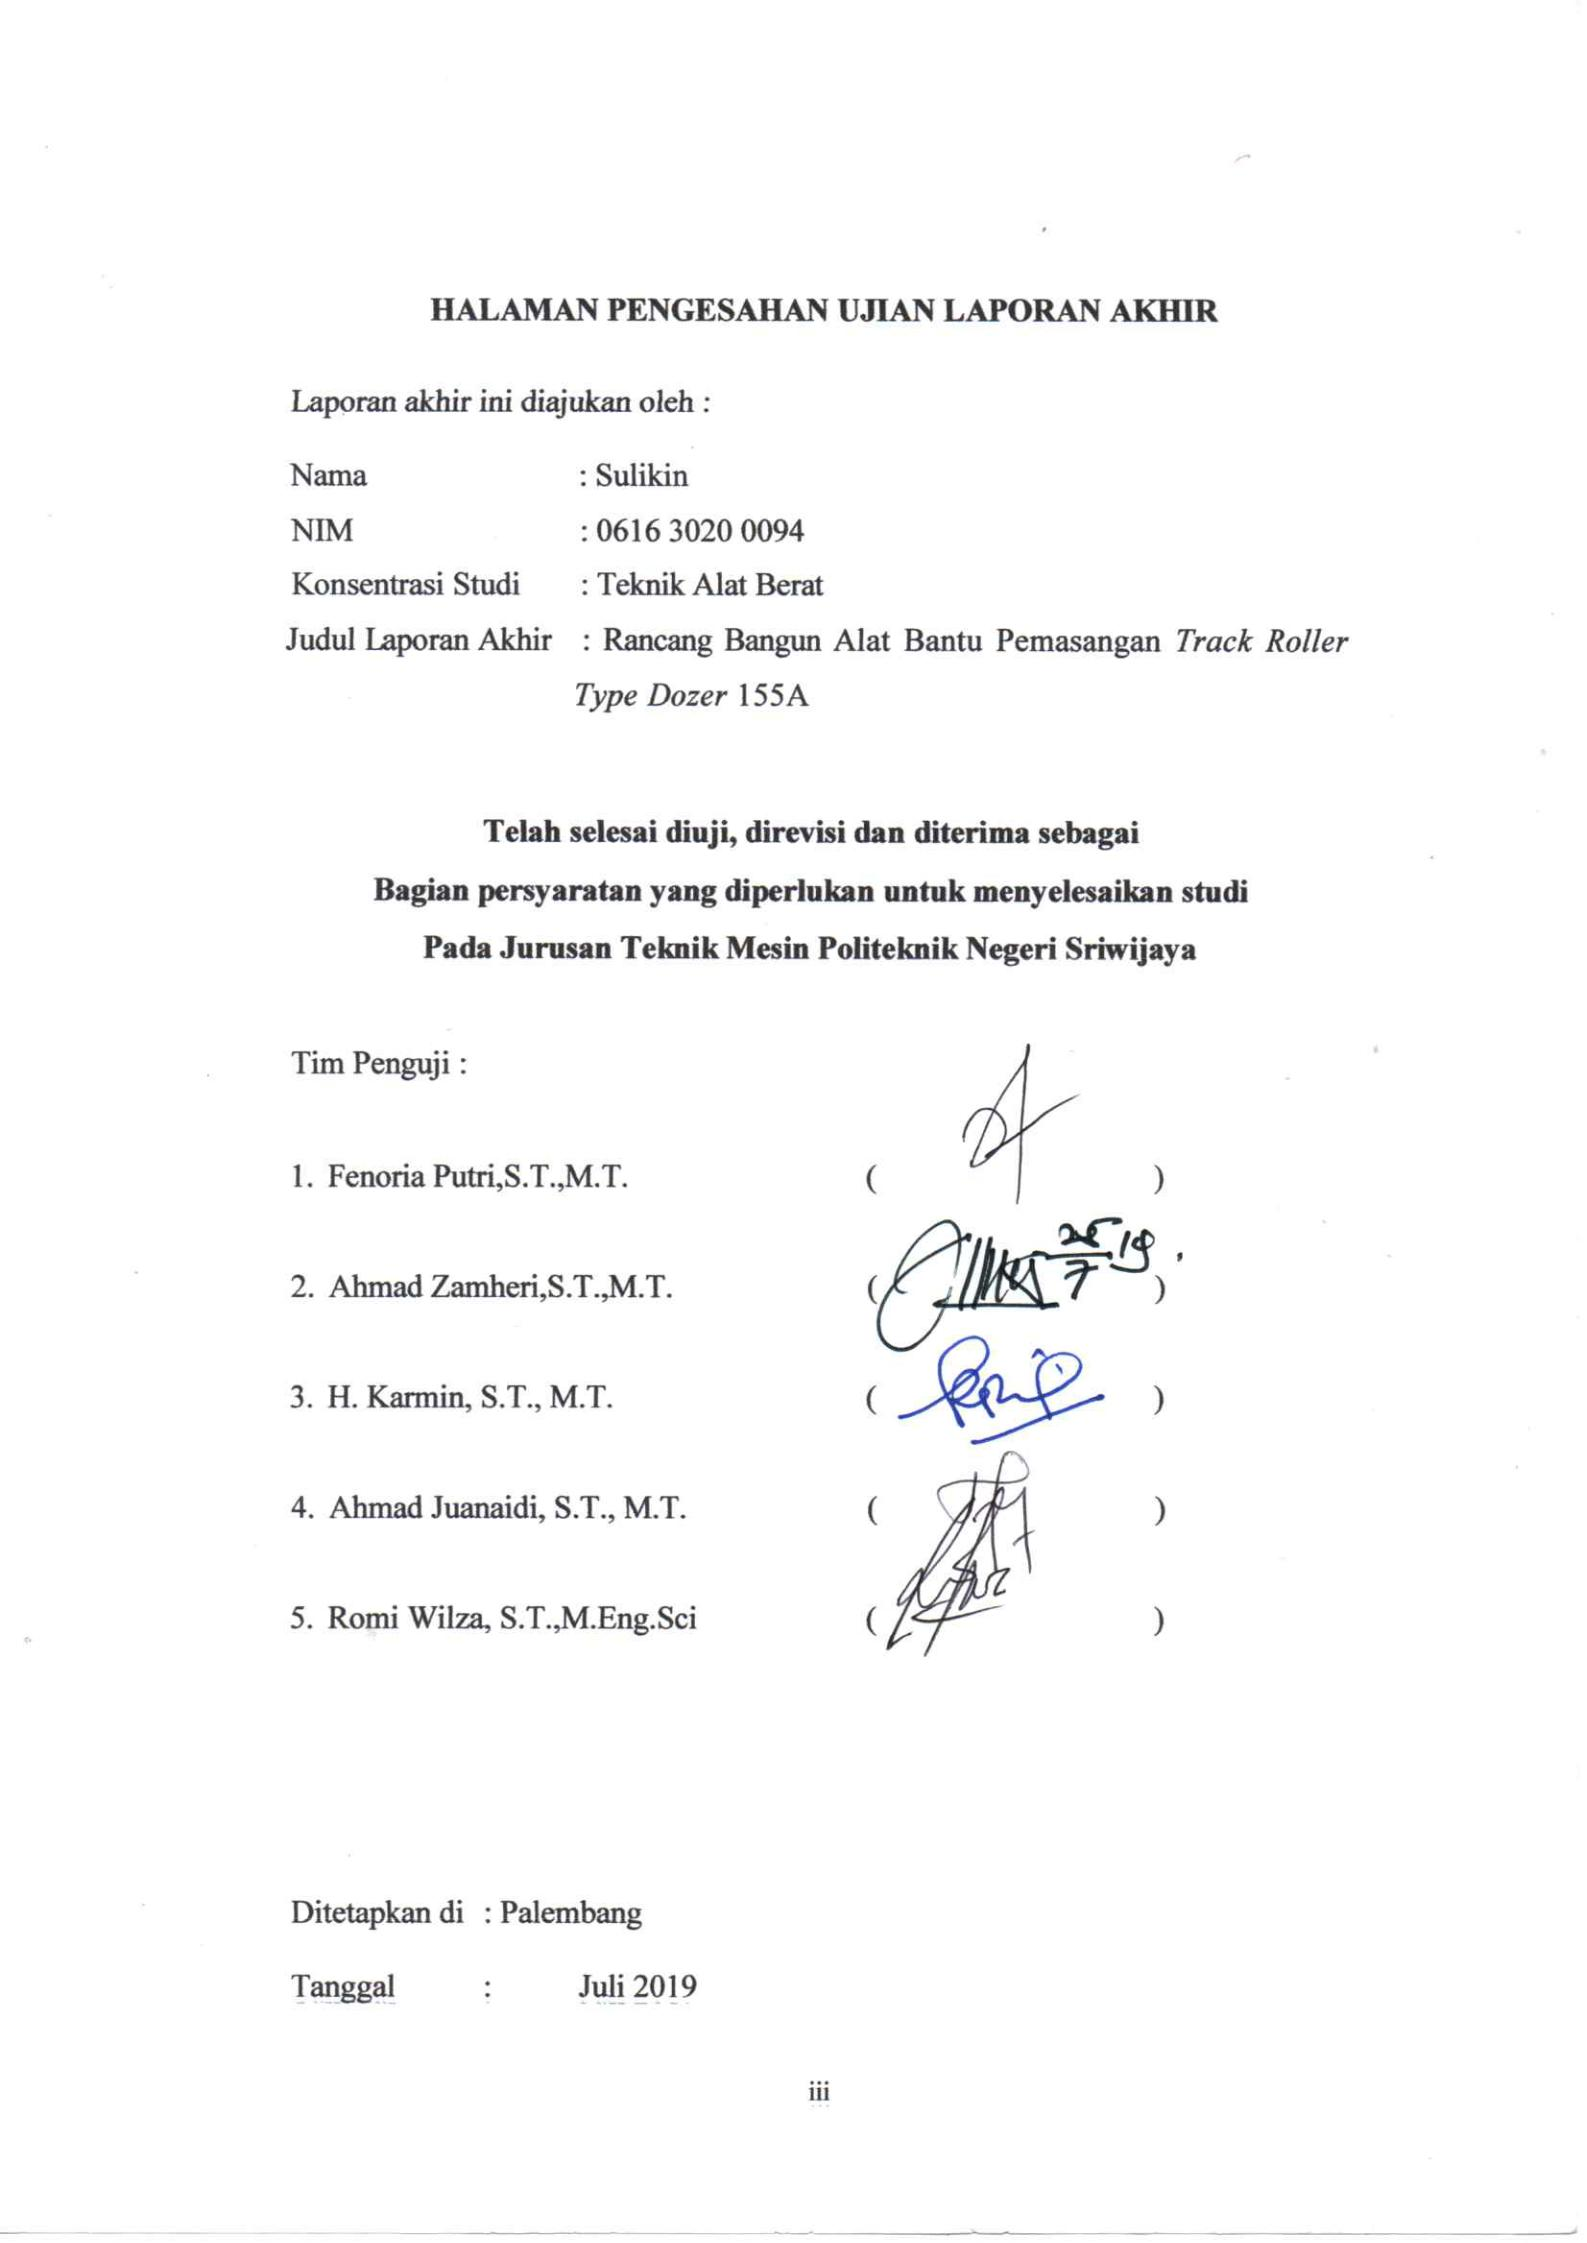 HALAMAN PENGESAHAN UJIAN LAPORAN AKHIR
Laporan akhir ini diajukan oleh :
Nama : Sulikin
NIM : 0616 3020 0094
Konsentrasi Studi : Teknik Alat Berat
Judul Laporan Akhir : Rancang Bangun Alat Bantu Pemasangan Track Roller
Type Dozer 155A
Telah selesai diuji, direvisi dan diterima sebagai
Bagian persyaratan yang diperlukan untuk menyelesaikan studi
Pada Jurusan Teknik Mesin Politeknik Negeri Sriwijaya
Tim Penguji :
1. Fenoria Putri,S.T.,M.T. ( )
2. Ahmad Zamheri,S.T.,M.T. ( )
3. H. Karmin, S.T., M.T. ( )
4. Ahmad Juanaidi, S.T., M.T. ( )
5. Romi Wilza, S.T.,M.Eng.Sci ( )
Ditetapkan di : Palembang
Tanggal : Juli 2019
iii